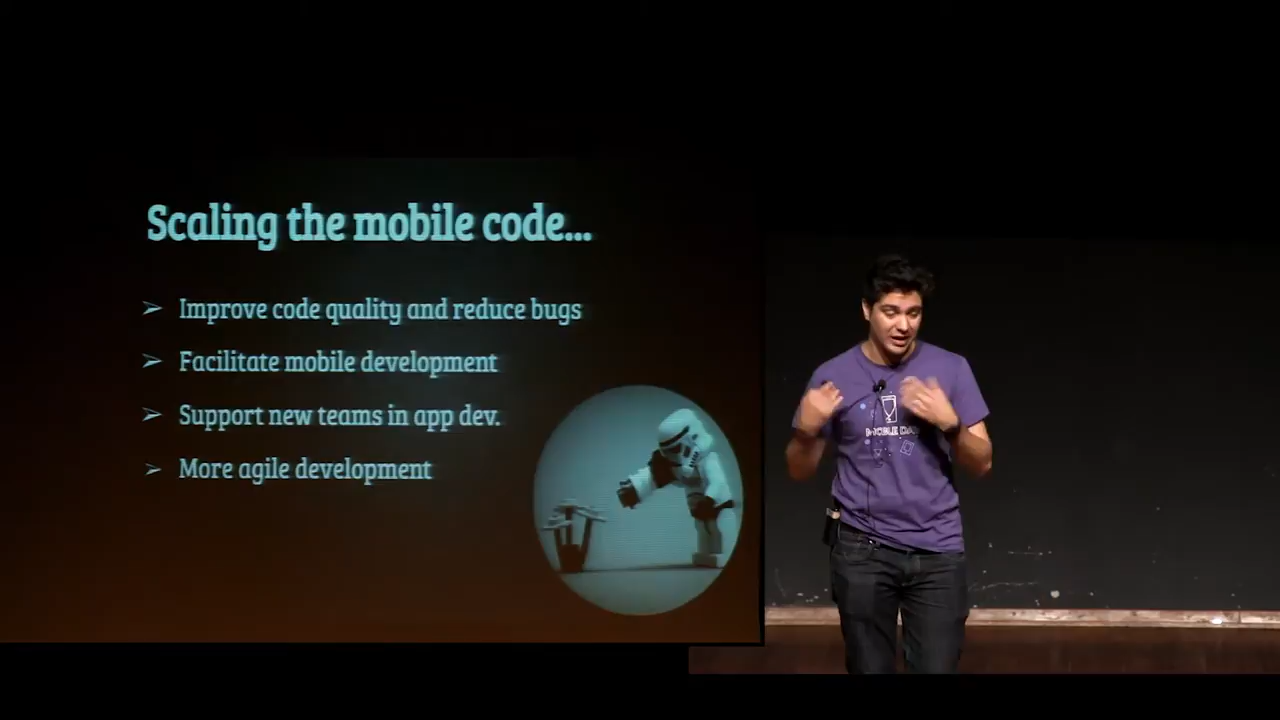 Scaling the mobile code...
➢ Improve code quality and reduce bugs
➢ Facilitate mobile development
➢ Support new teams in app dev.
➢ More agile development
MOBILE